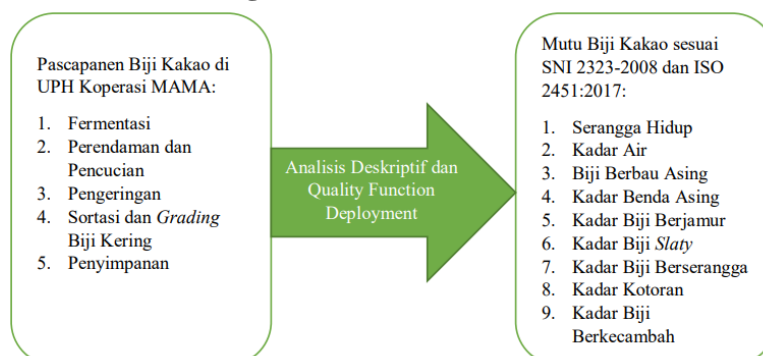 Pascapanen Biji Kakao di
UPH Koperasi MAMA:
1. Fermentasi
2. Perendaman dan
Pencucian
3. Pengeringan
4. Sortasi dan Grading
Biji Kering
5. Penyimpanan
Analisis Deskriptif dan
Quality Function
Deployment
Mutu Biji Kakao sesuai
SNI 2323-2008 dan ISO
2451:2017:
1. Serangga Hidup
2. Kadar Air
3. Biji Berbau Asing
4. Kadar Benda Asing
5. Kadar Biji Berjamur
6. Kadar Biji Slaty
7. Kadar Biji Berserangga
8. Kadar Kotoran
9. Kadar Biji
Berkecambah